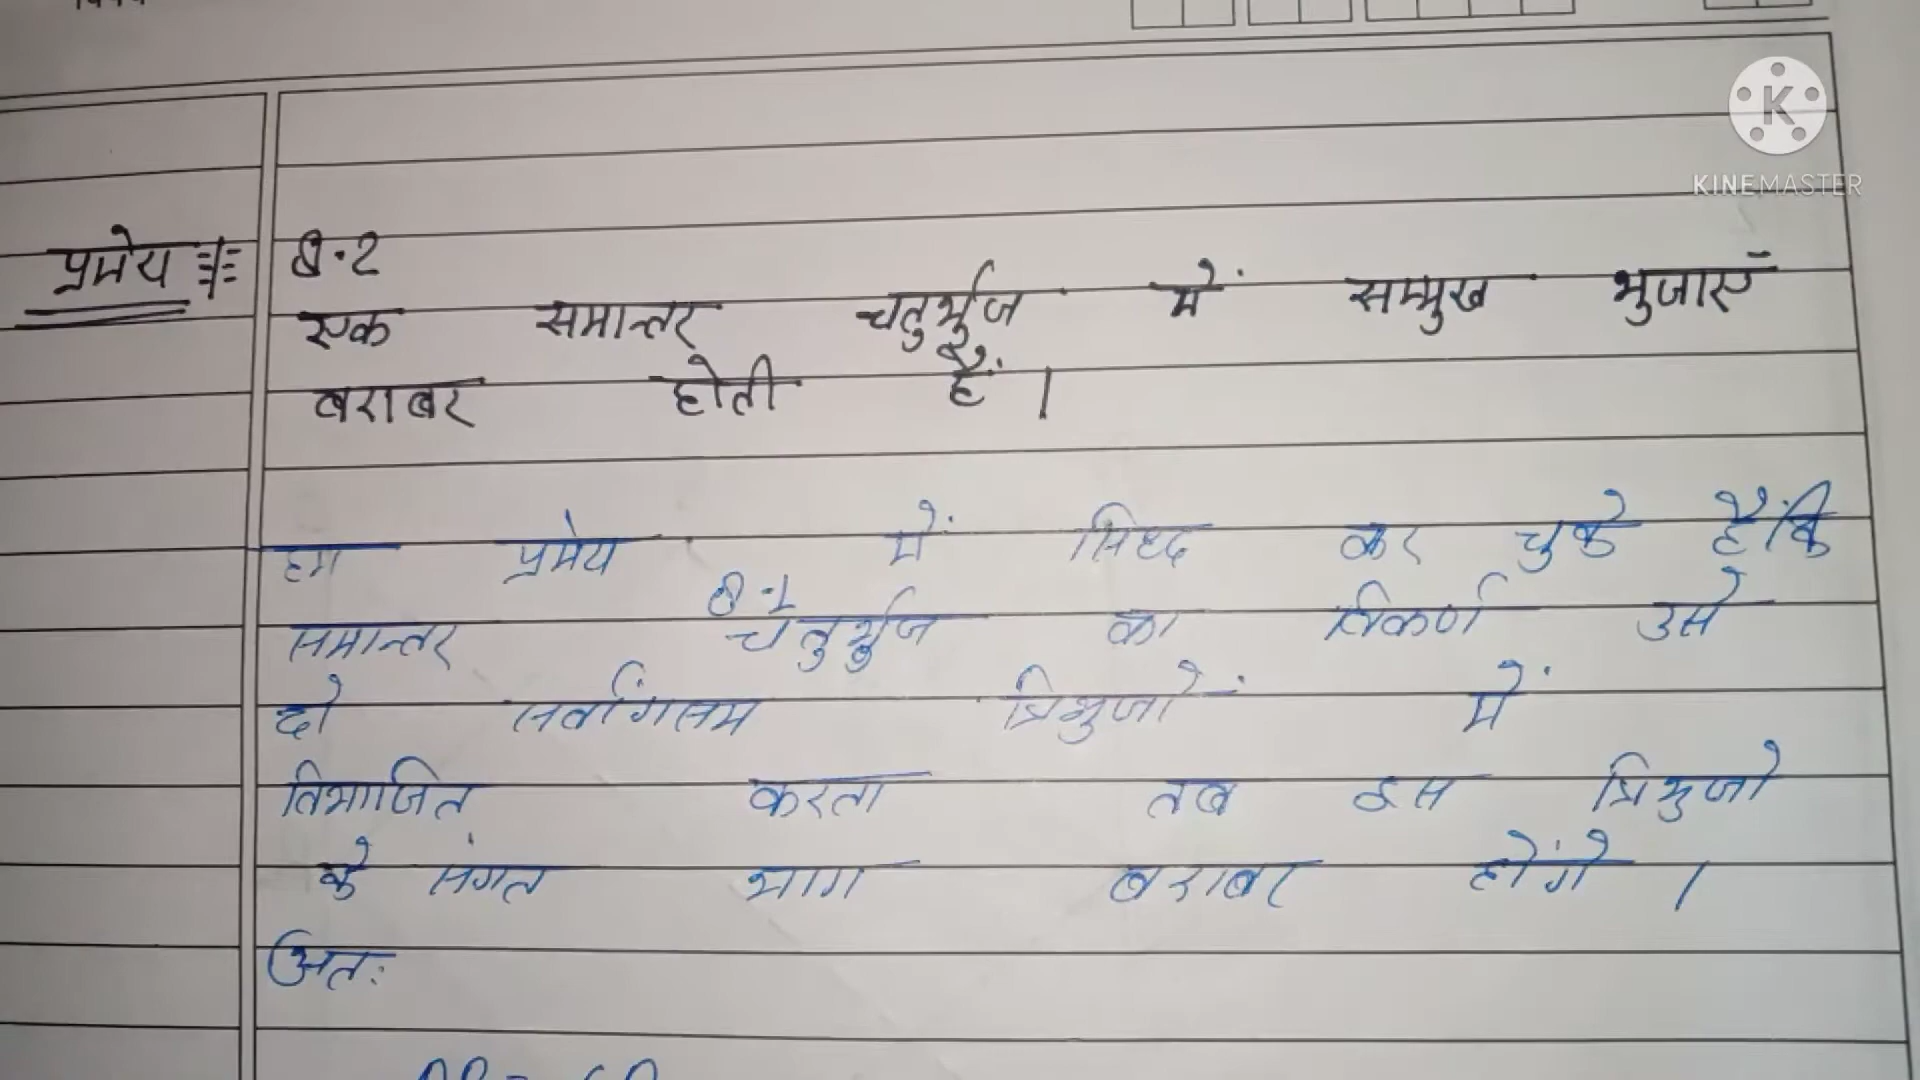 प्रमेय 8.2
एक समान्तर चतुर्भुज में सम्मुख भुजाएँ
बराबर होती हैं ।
हम प्रमेय में सिध्द कर चुके हैं कि
8.1
समान्तर चतुर्भुज का विकर्ण उसे
दो सर्वांगसम त्रिभुजों में
विभाजित करता तब इस त्रिभुजो
के संगत भाग बराबर होंगे ।
अतः
KINEMASTER